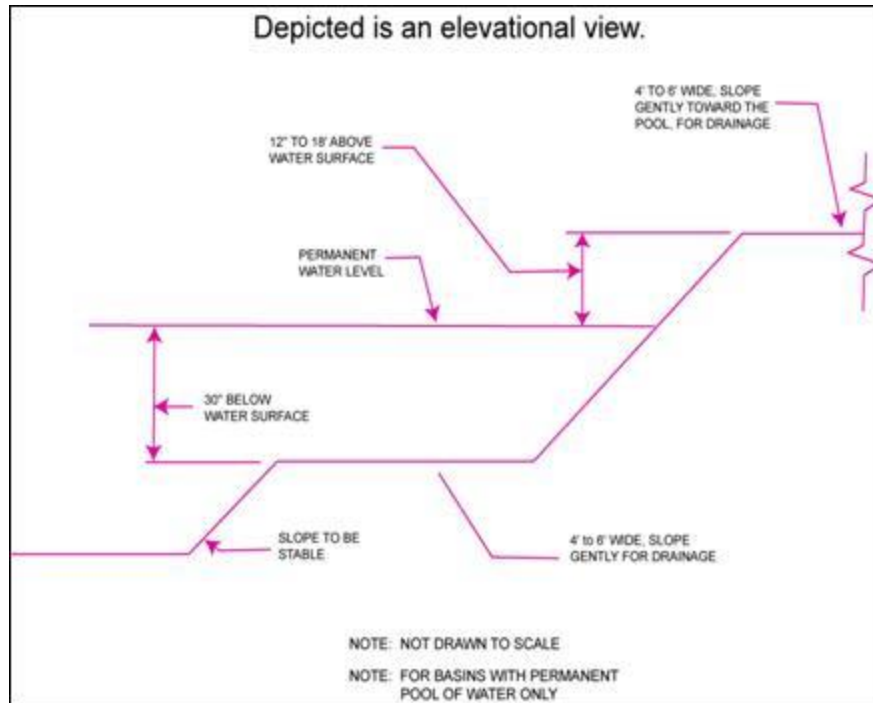 Depicted is an elevational view.
4' TO 6' WIDE, SLOPE
GENTLY TOWARD THE
POOL, FOR DRAINAGE
12" TO 18' ABOVE
WATER SURFACE
PERMANENT
WATER LEVEL
30" BELOW
WATER SURFACE
SLOPE TO BE
STABLE
4' to 6' WIDE, SLOPE
GENTLY FOR DRAINAGE
NOTE: NOT DRAWN TO SCALE
NOTE: FOR BASINS WITH PERMANENT
POOL OF WATER ONLY